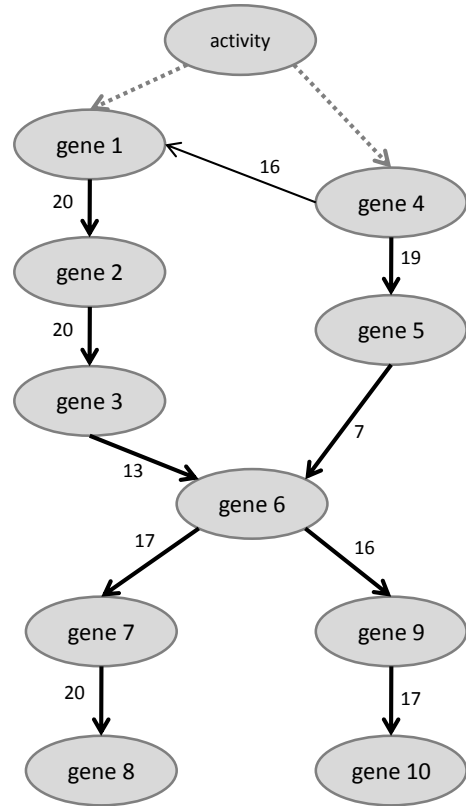 activity
gene 1
16
gene 4
20
19
gene 2
gene 5
20
gene 3
7
13
gene 6
17
16
gene 7
gene 9
20
17
gene 8
gene 10